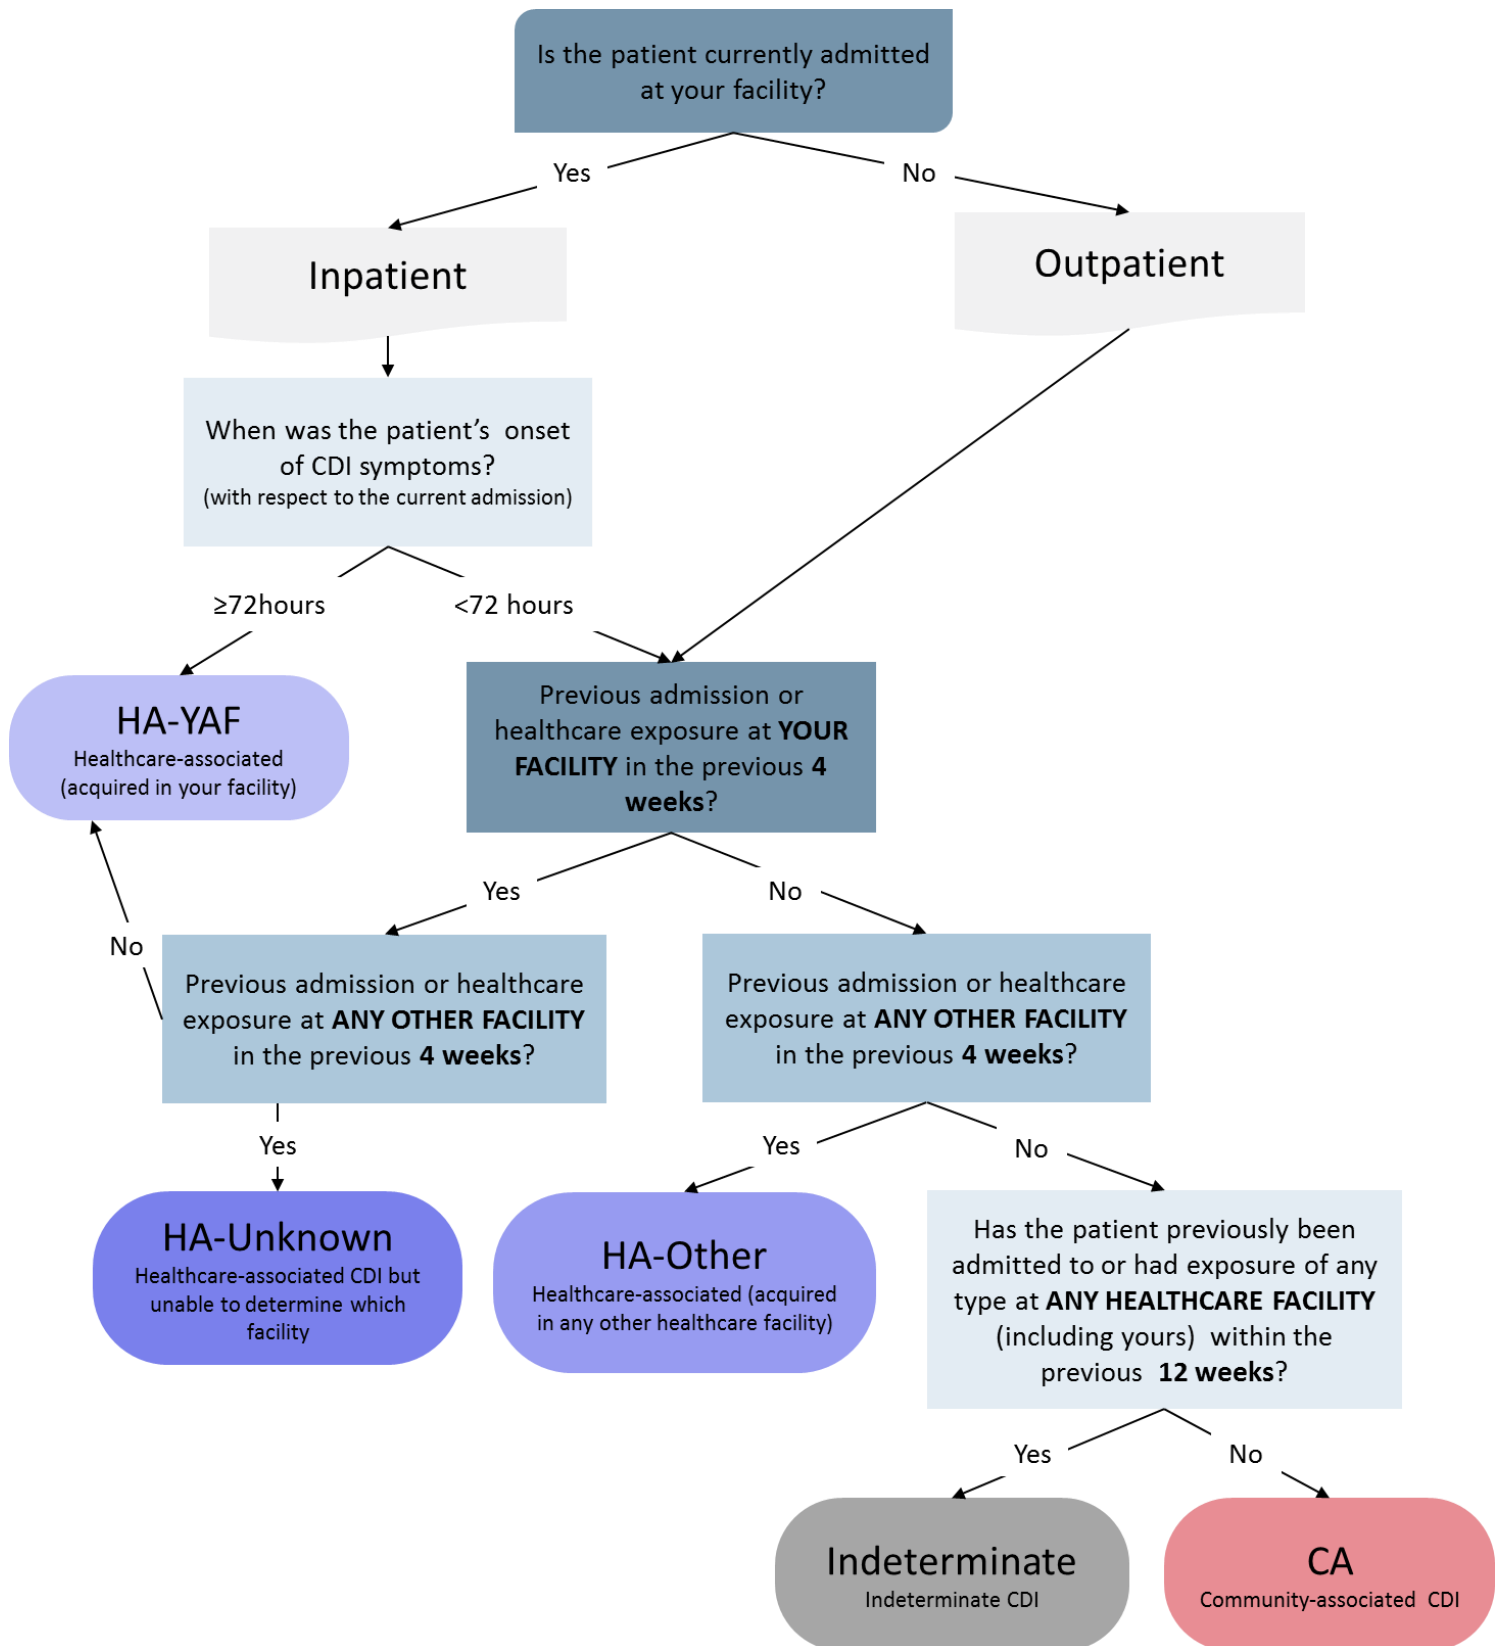 Is the patient currently admitted
at your facility?
Yes
No
Inpatient
Outpatient
When was the patient’s  onset
of CDI symptoms?
(with respect to the current admission)
≥72hours
<72 hours
HA-YAF
Healthcare-associated
(acquired in your facility)
Previous admission or
healthcare exposure at YOUR
FACILITY in the previous 4
weeks?
Yes
No
No
Previous admission or healthcare
exposure at ANY OTHER FACILITY
in the previous 4 weeks?
Previous admission or healthcare
exposure at ANY OTHER FACILITY
in the previous 4 weeks?
Yes
Yes
No
HA-Unknown
Healthcare-associated CDI but
unable to determine which
facility
HA-Other
Healthcare-associated (acquired
in any other healthcare facility)
Has the patient previously been
admitted to or had exposure of any
type at ANY HEALTHCARE FACILITY
(including yours)  within the
previous  12 weeks?
Yes
No
Indeterminate
Indeterminate CDI
CA
Community-associated  CDI